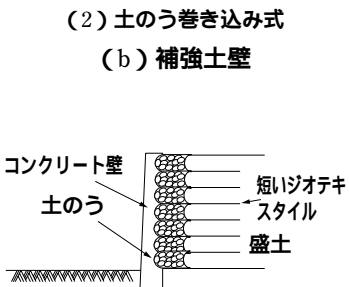 (2)土のう巻き込み式
(b)補強土壁
コンクリート壁
土のう
短いジオテキ
スタイル
盛土